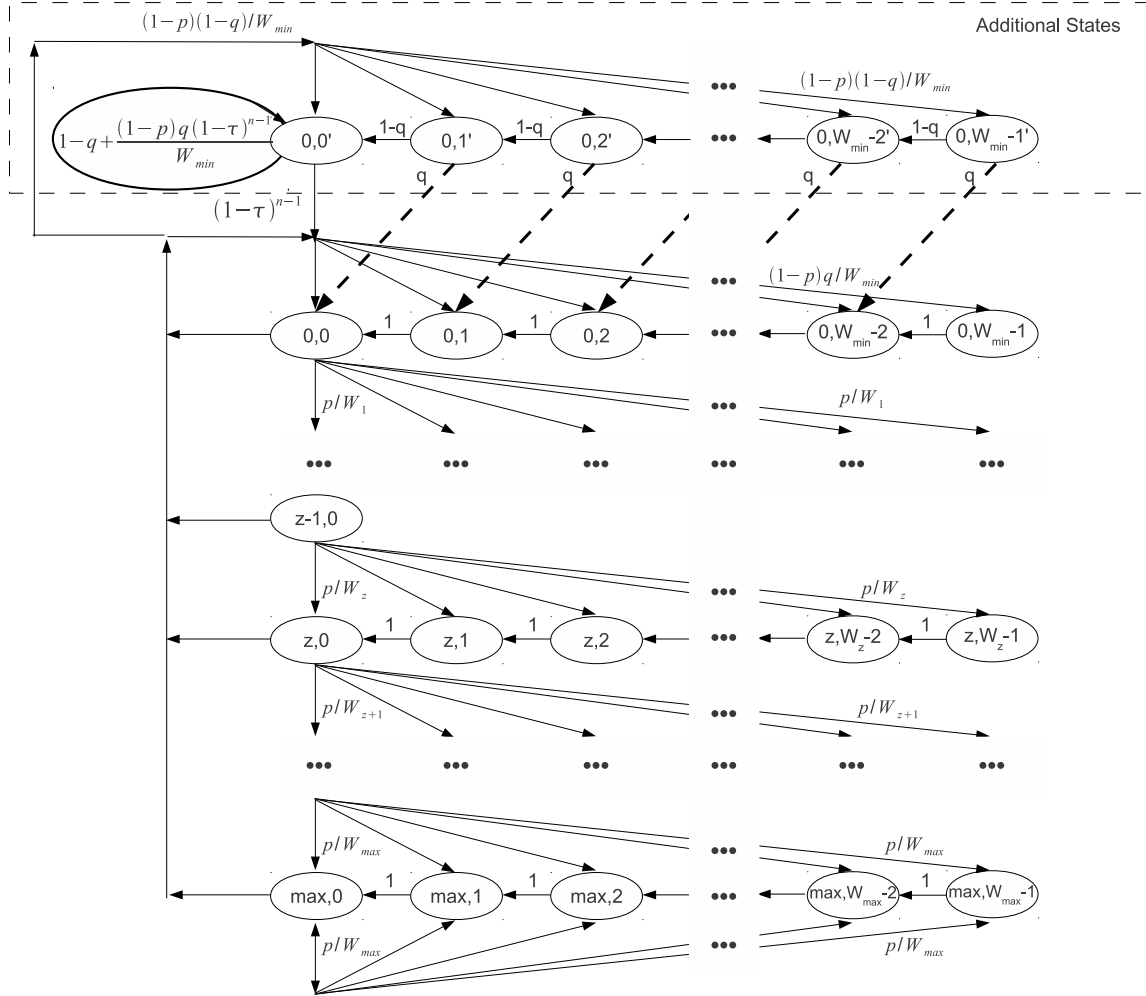 (1-p)(1-q)/W_min
Additional States
••• (1-p)(1-q)/W_min
1-q+(1-p)q(1-τ)^{n-1}/W_min
0,0' 1-q 0,1' 1-q 0,2' ••• 0,W_min-2' 1-q 0,W_min-1'
q q q q
(1-τ)^{n-1}
••• (1-p)q/W_min
0,0 1 0,1 1 0,2 ••• 0,W_min-2 1 0,W_min-1
p/W_1 ••• p/W_1
••• ••• ••• ••• ••• •••
z-1,0
p/W_z ••• p/W_z
z,0 1 z,1 1 z,2 ••• z,W_z-2 1 z,W_z-1
p/W_{z+1} ••• p/W_{z+1}
••• ••• ••• ••• ••• •••
p/W_max ••• p/W_max
max,0 1 max,1 1 max,2 ••• max,W_max-2 1 max,W_max-1
p/W_max ••• p/W_max